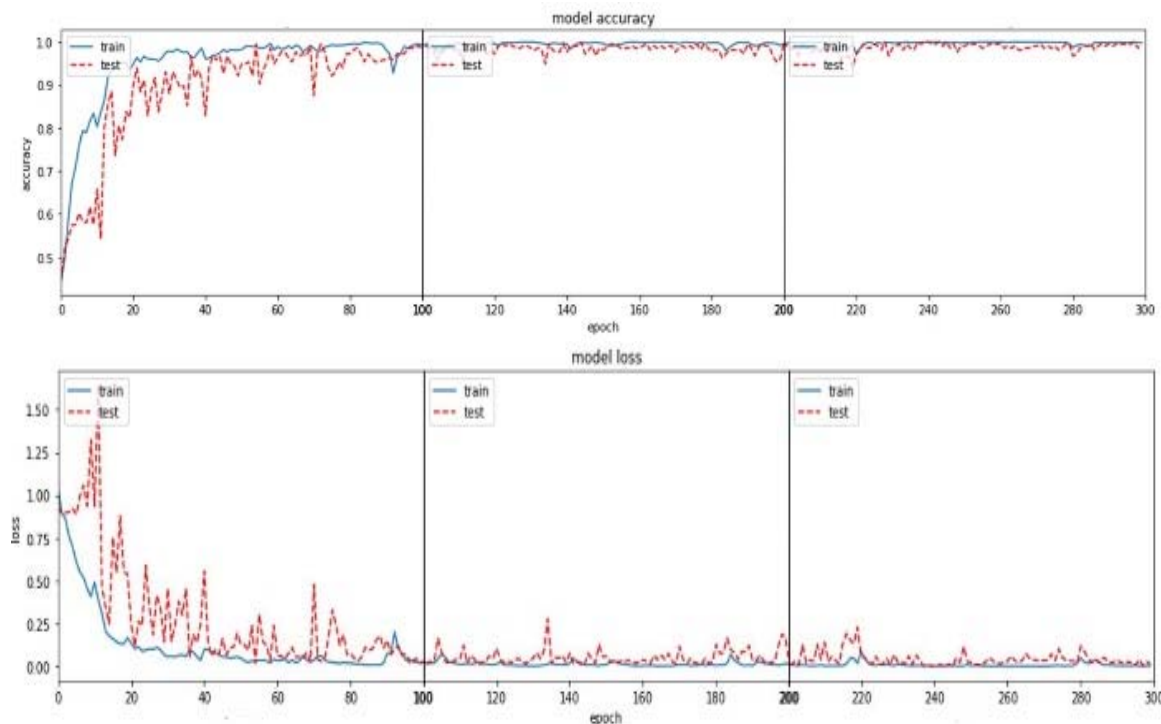 model accuracy
train
test
train
test
train
test
1.0
0.9
0.8
0.7
0.6
0.5
accuracy
0 20 40 60 80 100 120 140 160 180 200 220 240 260 280 300
epoch
model loss
train
test
train
test
train
test
1.50
1.25
1.00
0.75
0.50
0.25
0.00
loss
0 20 40 60 80 100 120 140 160 180 200 220 240 260 280 300
epoch